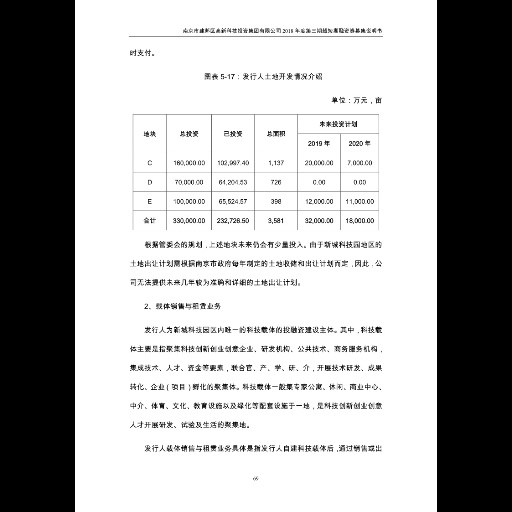 南京市建邺区高新科技投资集团有限公司 2018 年度第三期超短期融资券募集说明书
时支付。
图表 5-17：发行人土地开发情况介绍
单位：万元，亩
地块 总投资 已投资 总面积 未来投资计划
2019 年 2020 年
C 160,000.00 102,997.40 1,137 20,000.00 7,000.00
D 70,000.00 64,204.53 726 0.00 0.00
E 100,000.00 65,524.57 398 12,000.00 11,000.00
合计 330,000.00 232,726.50 3,581 32,000.00 18,000.00
根据管委会的规划，上述地块未来仍会有少量投入。由于新城科技园地区的
土地出让计划需根据南京市政府每年制定的土地收储和出让计划而定，因此，公
司无法提供未来几年较为准确和详细的土地出让计划。
2、载体销售与租赁业务
发行人为新城科技园区内唯一的科技载体的投融资建设主体。其中，科技载
体主要是指聚集科技创新创业创意企业、研发机构、公共技术、商务服务机构，
集成技术、人才、资金等要素，联合官、产、学、研、介，开展技术研发、成果
转化、企业（项目）孵化的聚集体。科技载体一般集专家公寓、休闲、商业中心、
中介、体育、文化、教育设施以及绿化等配套设施于一地，是科技创新创业创意
人才开展研发、试验及生活的聚集地。
发行人载体销售与租赁业务具体是指发行人自建科技载体后，通过销售或出
69